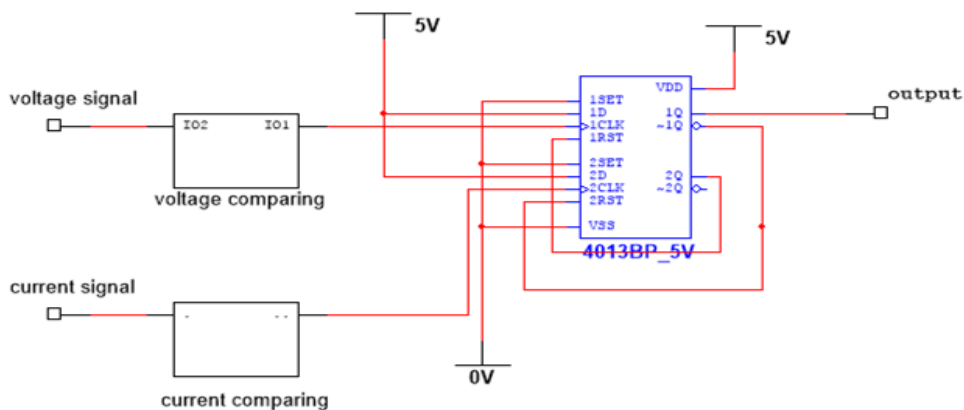 5V
5V
voltage signal
output
IO2 IO1
voltage comparing
1SET
1D
1CLK
1RST
2SET
2D
2CLK
2RST
VSS
VDD
1Q
~1Q
2Q
~2Q
4013BP_5V
current signal
current comparing
0V